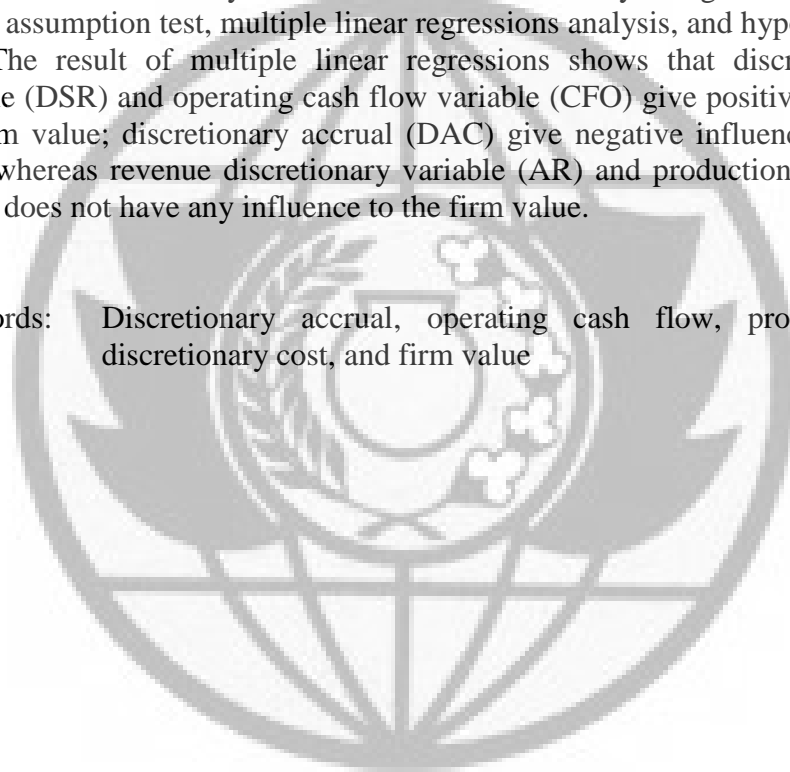 assumption test, multiple linear regressions analysis, and hype
The result of multiple linear regressions shows that discr
e (DSR) and operating cash flow variable (CFO) give positiv
m value; discretionary accrual (DAC) give negative influenc
whereas revenue discretionary variable (AR) and production
does not have any influence to the firm value.
ords: Discretionary accrual, operating cash flow, pro
discretionary cost, and firm value